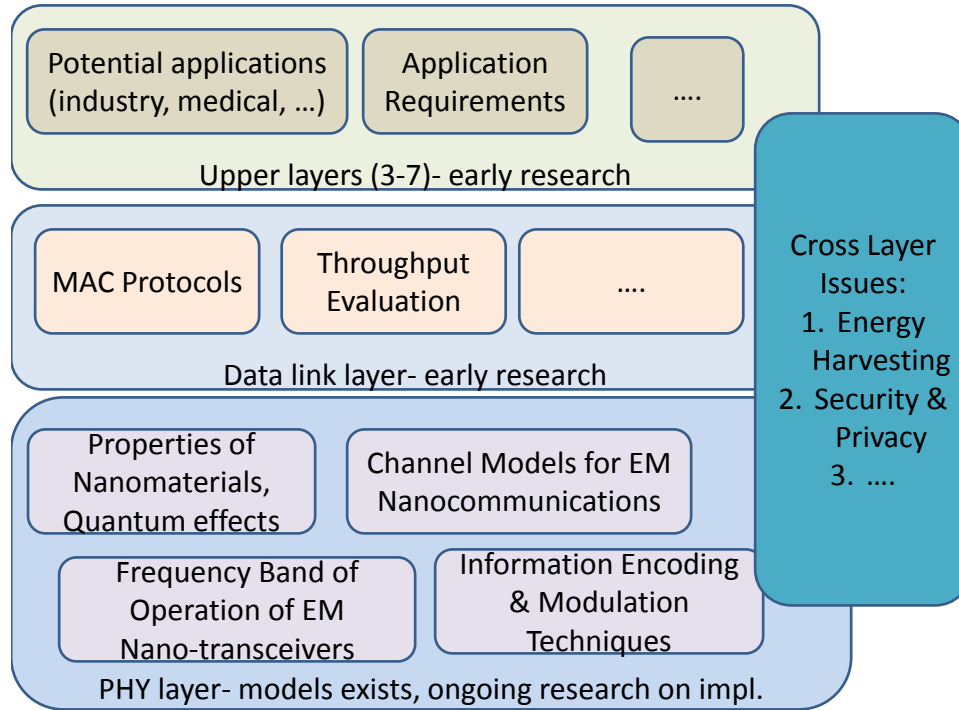 Potential applications
(industry, medical, ...)
Application
Requirements
....
Upper layers (3-7)- early research
MAC Protocols
Throughput
Evaluation
....
Data link layer- early research
Cross Layer
Issues:
1. Energy
Harvesting
2. Security &
Privacy
3. ....
Properties of
Nanomaterials,
Quantum effects
Channel Models for EM
Nanocommunications
Frequency Band of
Operation of EM
Nano-transceivers
Information Encoding
& Modulation
Techniques
PHY layer- models exists, ongoing research on impl.